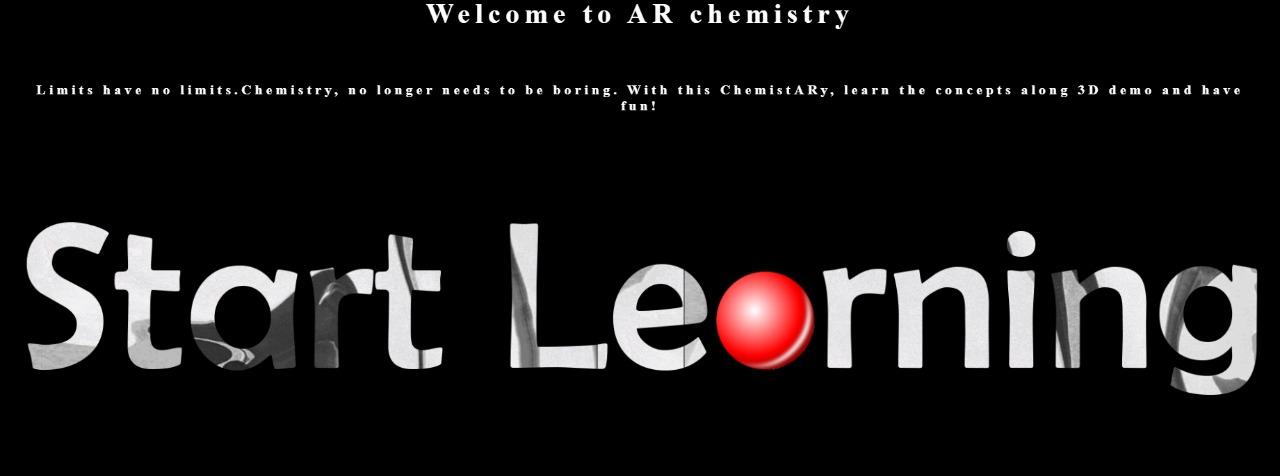 Welcome to AR chemistry
Limits have no limits.Chemistry, no longer needs to be boring. With this ChemistARy, learn the concepts along 3D demo and have
fun!
Start Le rning